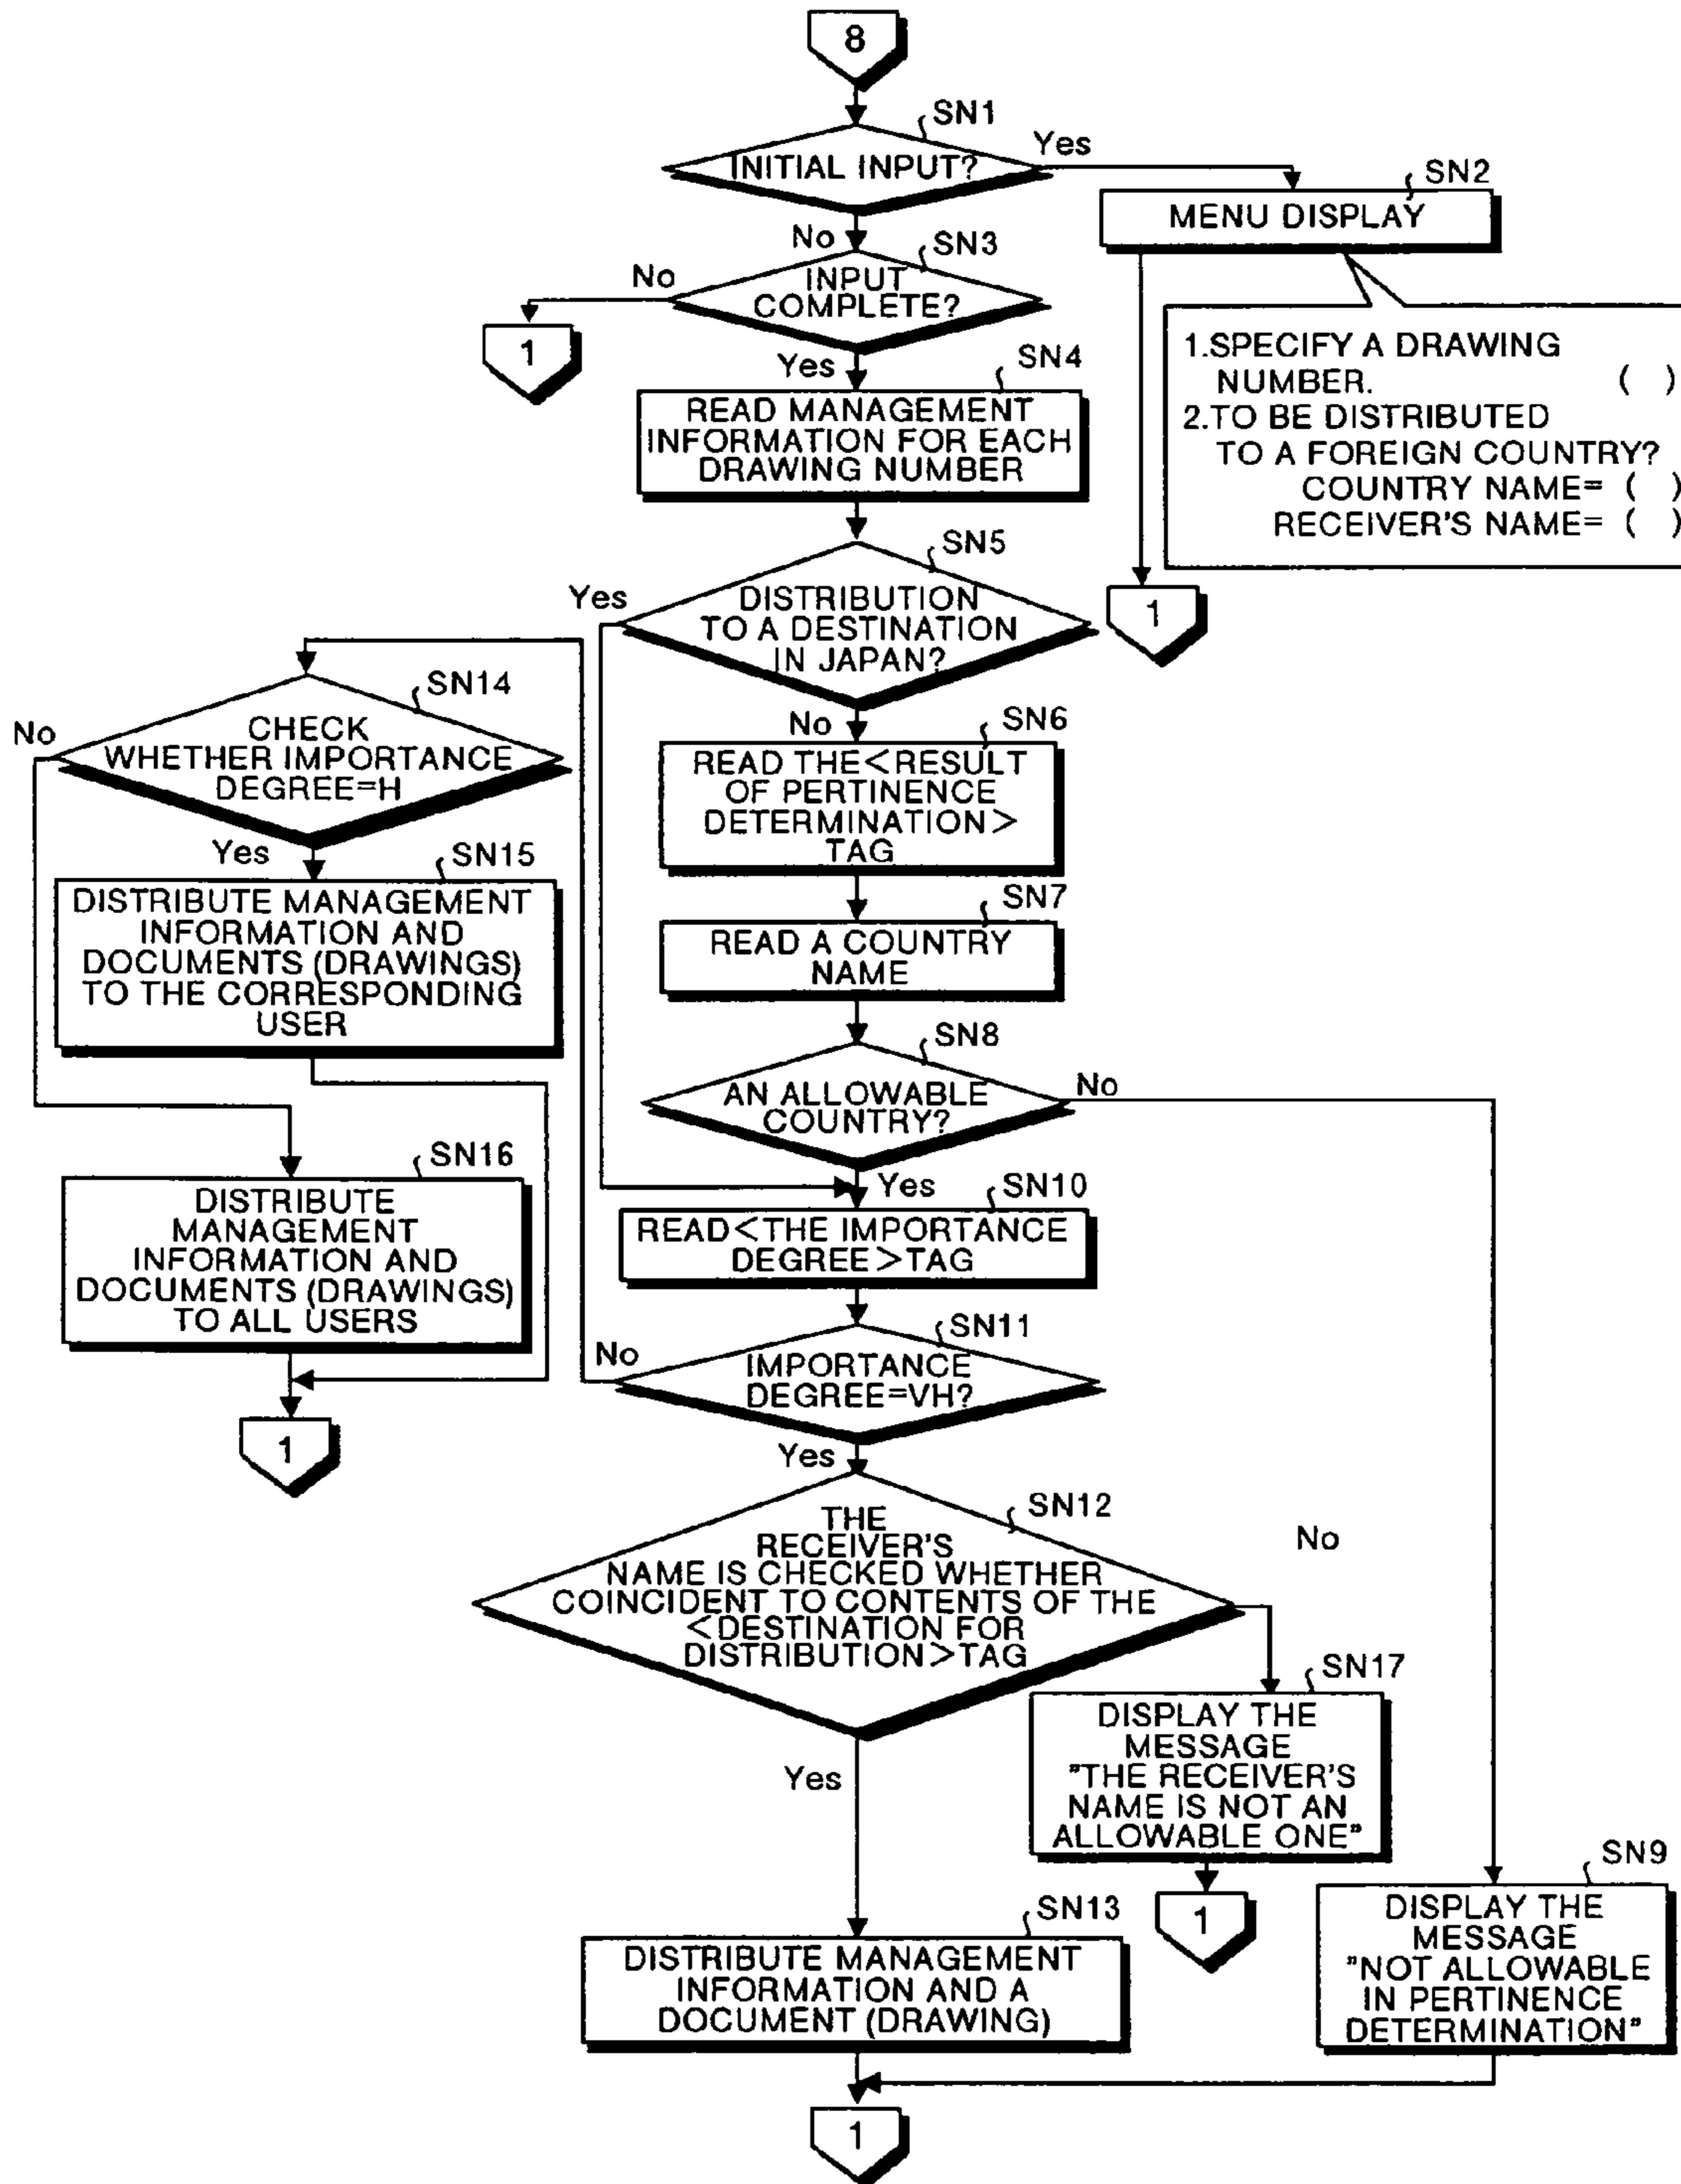 8
SN1
INITIAL INPUT?
Yes
SN2
MENU DISPLAY
No
SN3
INPUT
COMPLETE?
No
1
1.SPECIFY A DRAWING
NUMBER. ( )
2.TO BE DISTRIBUTED
TO A FOREIGN COUNTRY?
COUNTRY NAME= ( )
RECEIVER'S NAME= ( )
1
Yes
SN4
READ MANAGEMENT
INFORMATION FOR EACH
DRAWING NUMBER
SN5
DISTRIBUTION
TO A DESTINATION
IN JAPAN?
Yes
No
SN6
READ THE<RESULT
OF PERTINENCE
DETERMINATION>
TAG
SN7
READ A COUNTRY
NAME
SN8
AN ALLOWABLE
COUNTRY?
No
Yes
SN10
READ<THE IMPORTANCE
DEGREE>TAG
SN11
IMPORTANCE
DEGREE=VH?
No
SN14
CHECK
WHETHER IMPORTANCE
DEGREE=H
No
Yes
SN15
DISTRIBUTE MANAGEMENT
INFORMATION AND
DOCUMENTS (DRAWINGS)
TO THE CORRESPONDING
USER
SN16
DISTRIBUTE
MANAGEMENT
INFORMATION AND
DOCUMENTS (DRAWINGS)
TO ALL USERS
1
Yes
SN12
THE
RECEIVER'S
NAME IS CHECKED WHETHER
COINCIDENT TO CONTENTS OF THE
<DESTINATION FOR
DISTRIBUTION>TAG
No
SN17
DISPLAY THE
MESSAGE
"THE RECEIVER'S
NAME IS NOT AN
ALLOWABLE ONE"
1
Yes
SN13
DISTRIBUTE MANAGEMENT
INFORMATION AND A
DOCUMENT (DRAWING)
SN9
DISPLAY THE
MESSAGE
"NOT ALLOWABLE
IN PERTINENCE
DETERMINATION"
1